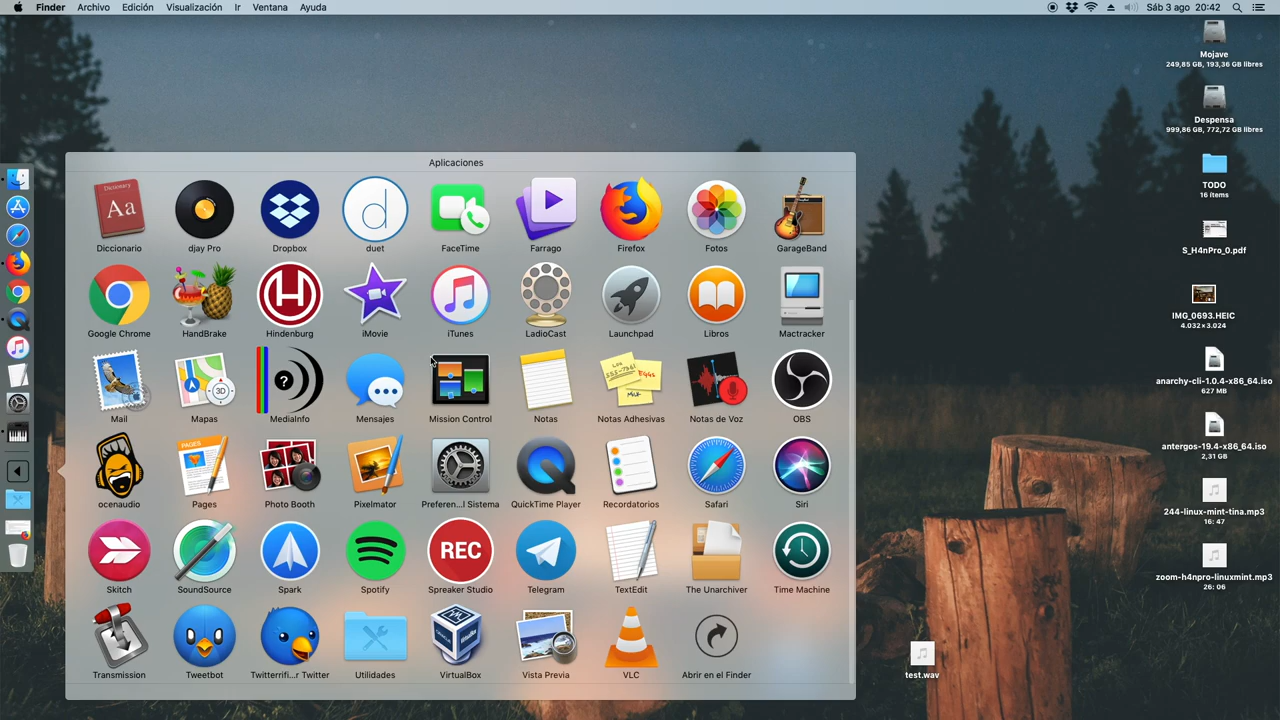 Finder Archivo Edición Visualización Ir Ventana Ayuda
Sáb 3 ago 20:42
Mojave
249,85 GB, 193,36 GB libres
Despensa
999,86 GB, 772,72 GB libres
TODO
16 ítems
S_H4nPro_0.pdf
IMG_0693.HEIC
4.032 × 3.024
anarchy-cli-1.0.4-x86_64.iso
627 MB
antergos-19.4-x86_64.iso
2,31 GB
244-linux-mint-tina.mp3
16: 47
zoom-h4npro-linuxmint.mp3
26: 06
test.wav
Aplicaciones
Dictionary
Aa
Diccionario djay Pro Dropbox duet FaceTime Farrago Firefox Fotos GarageBand
Google Chrome HandBrake Hindenburg iMovie iTunes LadioCast Launchpad Libros Mactracker
3D
Mail Mapas MediaInfo Mensajes Mission Control Notas Notas Adhesivas Notas de Voz OBS
PAGES
ocenaudio Pages Photo Booth Pixelmator Preferen...l Sistema QuickTime Player Recordatorios Safari Siri
REC
Skitch SoundSource Spark Spotify Spreaker Studio Telegram TextEdit The Unarchiver Time Machine
Transmission Tweetbot Twitterrifi...r Twitter Utilidades VirtualBox Vista Previa VLC Abrir en el Finder